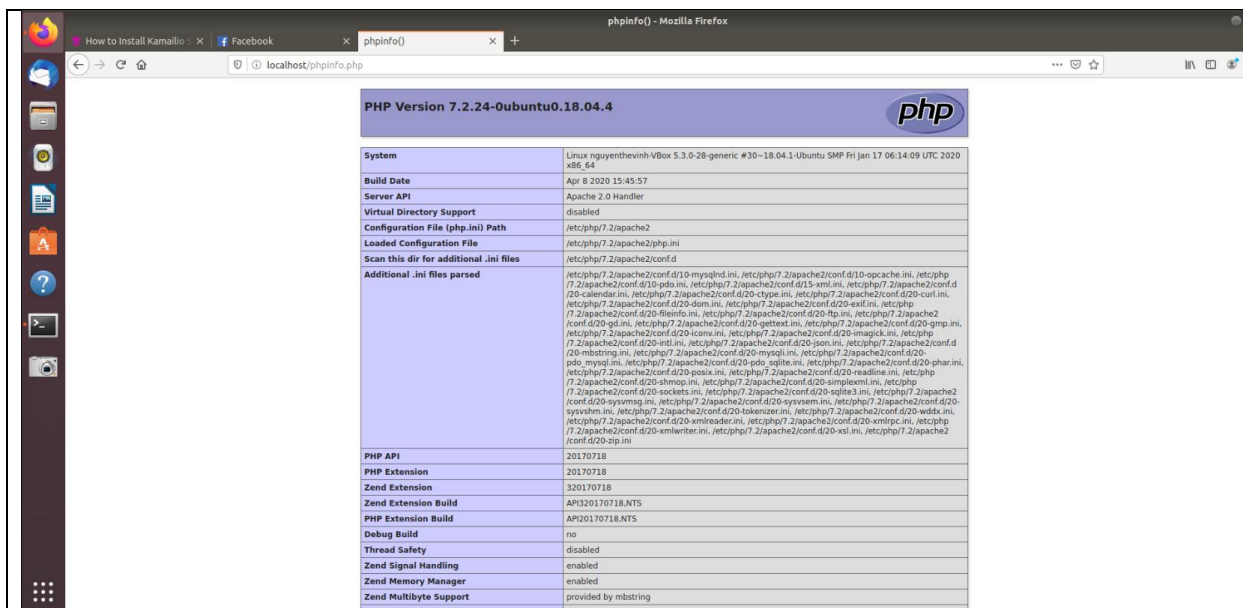 phpinfo() - Mozilla Firefox
How to Install Kamailio S
Facebook
phpinfo()
localhost/phpinfo.php
PHP Version 7.2.24-0ubuntu0.18.04.4
php
System Linux nguyenthevinh-VBox 5.3.0-28-generic #30~18.04.1-Ubuntu SMP Fri Jan 17 06:14:09 UTC 2020
x86_64
Build Date Apr 8 2020 15:45:57
Server API Apache 2.0 Handler
Virtual Directory Support disabled
Configuration File (php.ini) Path /etc/php/7.2/apache2
Loaded Configuration File /etc/php/7.2/apache2/php.ini
Scan this dir for additional .ini files /etc/php/7.2/apache2/conf.d
Additional .ini files parsed /etc/php/7.2/apache2/conf.d/10-mysqlnd.ini, /etc/php/7.2/apache2/conf.d/10-opcache.ini, /etc/php
/7.2/apache2/conf.d/10-pdo.ini, /etc/php/7.2/apache2/conf.d/15-xml.ini, /etc/php/7.2/apache2/conf.d
/20-calendar.ini, /etc/php/7.2/apache2/conf.d/20-ctype.ini, /etc/php/7.2/apache2/conf.d/20-curl.ini,
/etc/php/7.2/apache2/conf.d/20-dom.ini, /etc/php/7.2/apache2/conf.d/20-exif.ini, /etc/php
/7.2/apache2/conf.d/20-fileinfo.ini, /etc/php/7.2/apache2/conf.d/20-ftp.ini, /etc/php/7.2/apache2
/conf.d/20-gd.ini, /etc/php/7.2/apache2/conf.d/20-gettext.ini, /etc/php/7.2/apache2/conf.d/20-gmp.ini,
/etc/php/7.2/apache2/conf.d/20-iconv.ini, /etc/php/7.2/apache2/conf.d/20-imagick.ini, /etc/php
/7.2/apache2/conf.d/20-intl.ini, /etc/php/7.2/apache2/conf.d/20-json.ini, /etc/php/7.2/apache2/conf.d
/20-mbstring.ini, /etc/php/7.2/apache2/conf.d/20-mysqli.ini, /etc/php/7.2/apache2/conf.d/20-
pdo_mysql.ini, /etc/php/7.2/apache2/conf.d/20-pdo_sqlite.ini, /etc/php/7.2/apache2/conf.d/20-phar.ini,
/etc/php/7.2/apache2/conf.d/20-posix.ini, /etc/php/7.2/apache2/conf.d/20-readline.ini, /etc/php
/7.2/apache2/conf.d/20-shmop.ini, /etc/php/7.2/apache2/conf.d/20-simplexml.ini, /etc/php
/7.2/apache2/conf.d/20-sockets.ini, /etc/php/7.2/apache2/conf.d/20-sqlite3.ini, /etc/php/7.2/apache2
/conf.d/20-sysvmsg.ini, /etc/php/7.2/apache2/conf.d/20-sysvsem.ini, /etc/php/7.2/apache2/conf.d/20-
sysvshm.ini, /etc/php/7.2/apache2/conf.d/20-tokenizer.ini, /etc/php/7.2/apache2/conf.d/20-wddx.ini,
/etc/php/7.2/apache2/conf.d/20-xmlreader.ini, /etc/php/7.2/apache2/conf.d/20-xmlrpc.ini, /etc/php
/7.2/apache2/conf.d/20-xmlwriter.ini, /etc/php/7.2/apache2/conf.d/20-xsl.ini, /etc/php/7.2/apache2
/conf.d/20-zip.ini
PHP API 20170718
PHP Extension 20170718
Zend Extension 320170718
Zend Extension Build API320170718,NTS
PHP Extension Build API20170718,NTS
Debug Build no
Thread Safety disabled
Zend Signal Handling enabled
Zend Memory Manager enabled
Zend Multibyte Support provided by mbstring